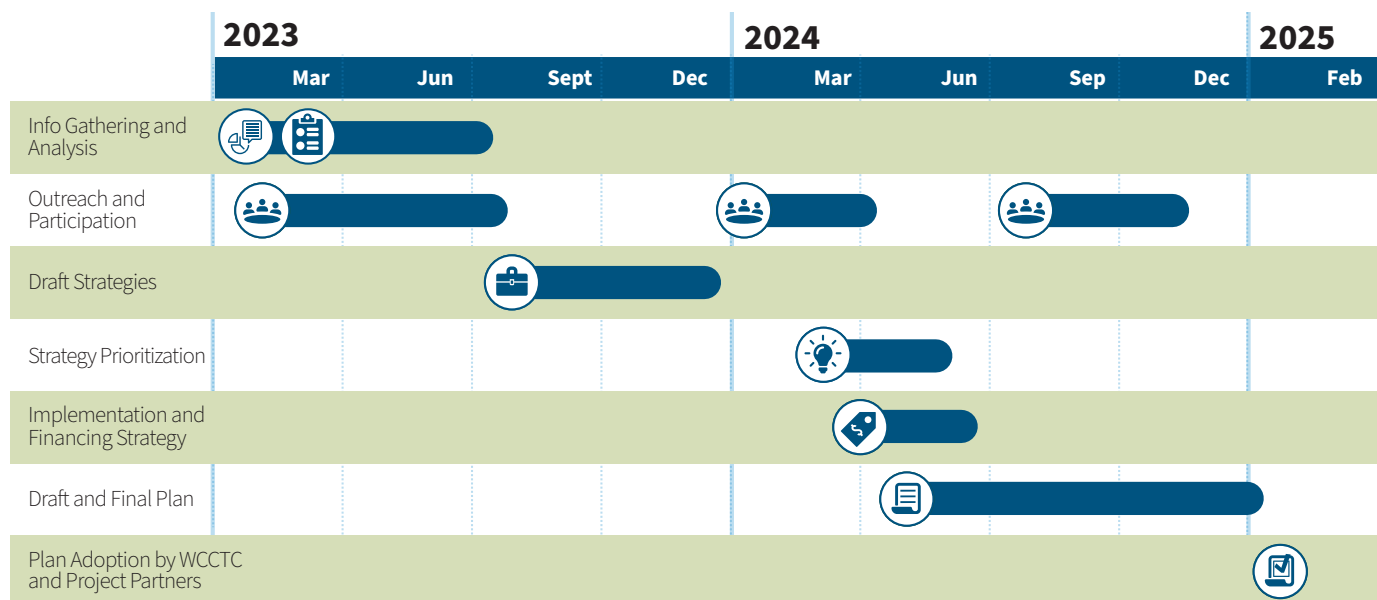 2023 2024 2025
Mar Jun Sept Dec Mar Jun Sep Dec Feb
Info Gathering and
Analysis
Outreach and
Participation
Draft Strategies
Strategy Prioritization
Implementation and
Financing Strategy
Draft and Final Plan
Plan Adoption by WCCTC
and Project Partners